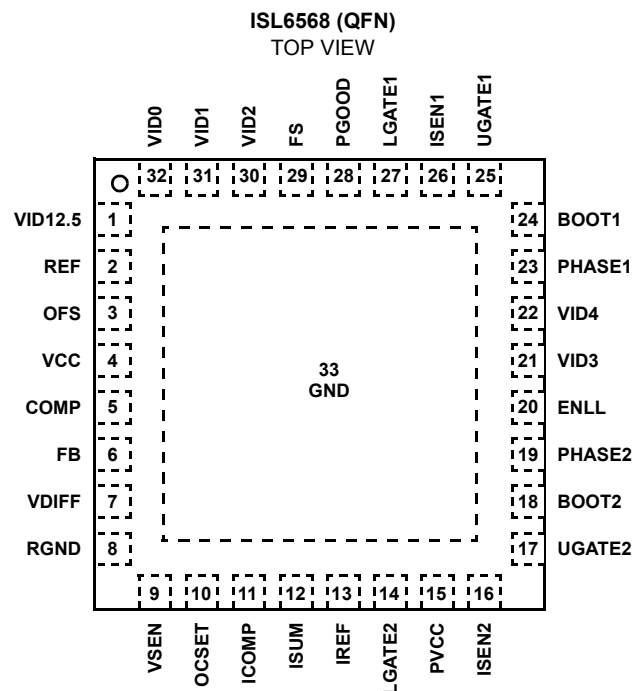 ISL6568 (QFN)
TOP VIEW
VID0
VID1
VID2
FS
PGOOD
LGATE1
ISEN1
UGATE1
32 31 30 29 28 27 26 25
VID12.5 1
24 BOOT1
REF 2
23 PHASE1
OFS 3
22 VID4
VCC 4
21 VID3
COMP 5
20 ENLL
FB 6
19 PHASE2
VDIFF 7
18 BOOT2
RGND 8
17 UGATE2
33
GND
9 10 11 12 13 14 15 16
VSEN
OCSET
ICOMP
ISUM
IREF
LGATE2
PVCC
ISEN2